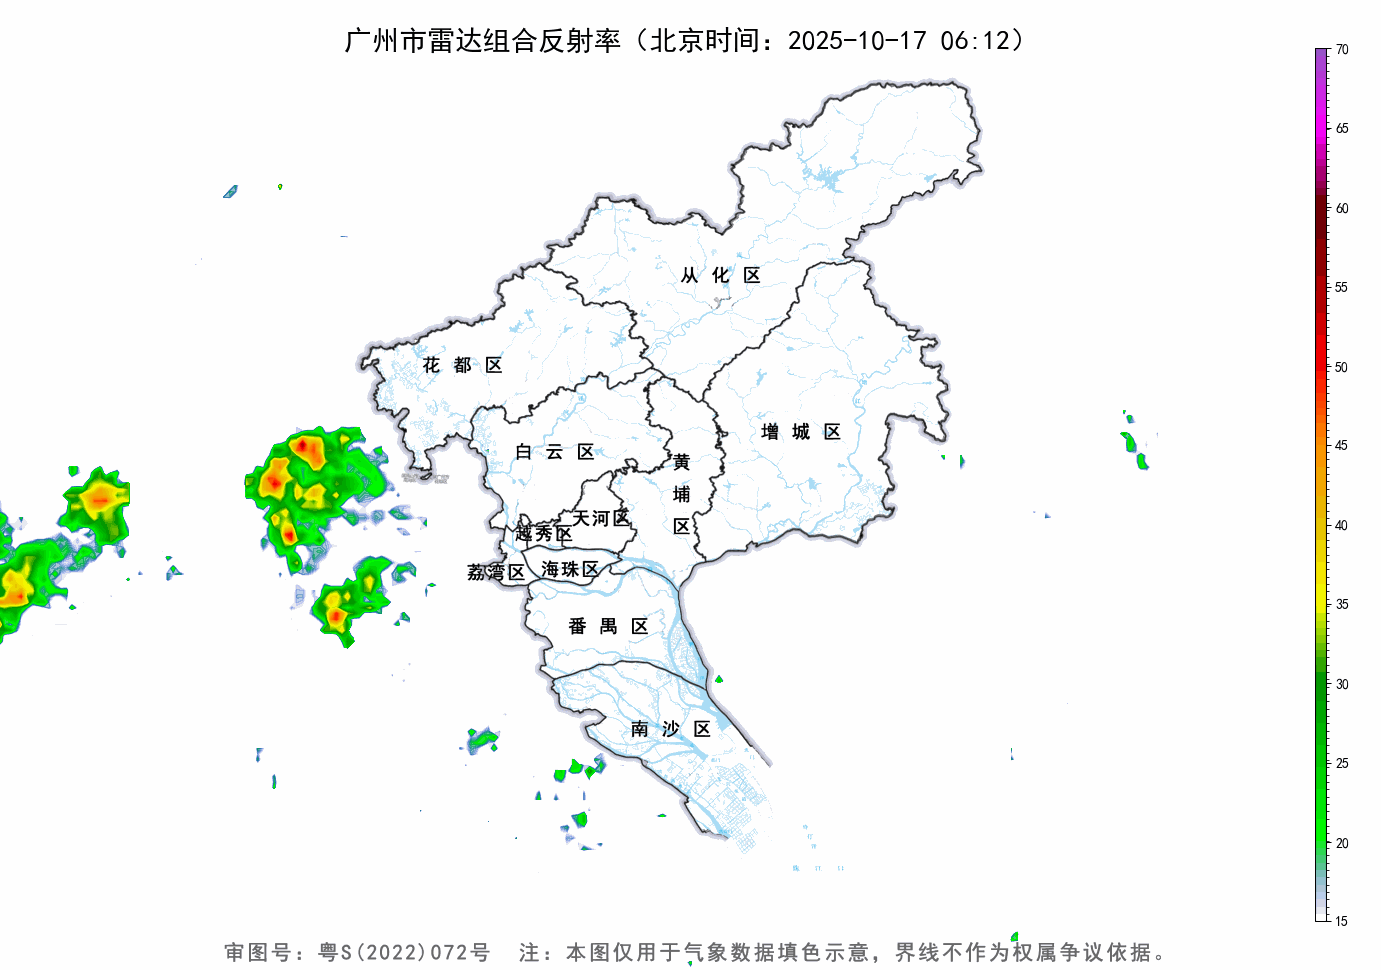 广州市雷达组合反射率（北京时间：2025-10-17 06:12）
70
65
60
55
50
45
40
35
30
25
20
15
从化区
花都区
增城区
白云区
黄埔区
天河区
越秀区
荔湾区
海珠区
番禺区
南沙区
审图号：粤S(2022)072号 注：本图仅用于气象数据填色示意，界线不作为权属争议依据。